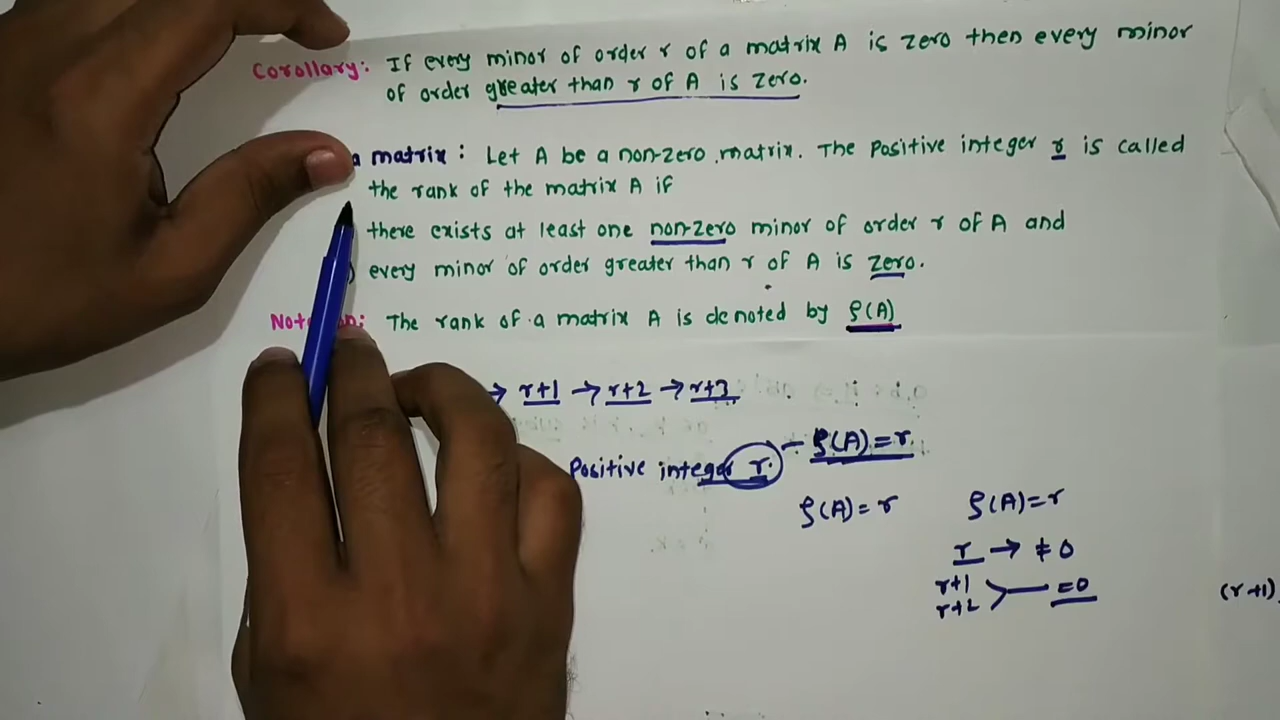 Corollary: If every minor of order r of a matrix A is zero then every minor
of order greater than r of A is zero.
a matrix: Let A be a non-zero matrix. The Positive integer r is called
the rank of the matrix A if
there exists at least one non-zero minor of order r of A and
) every minor of order greater than r of A is zero.
The rank of a matrix A is denoted by ρ(A)
→ r+1 → r+2 → r+3
Positive integer r. - ρ(A)=r.
ρ(A)=r ρ(A)=r
r → ≠0
r+1
r+2 =0
(r+1)